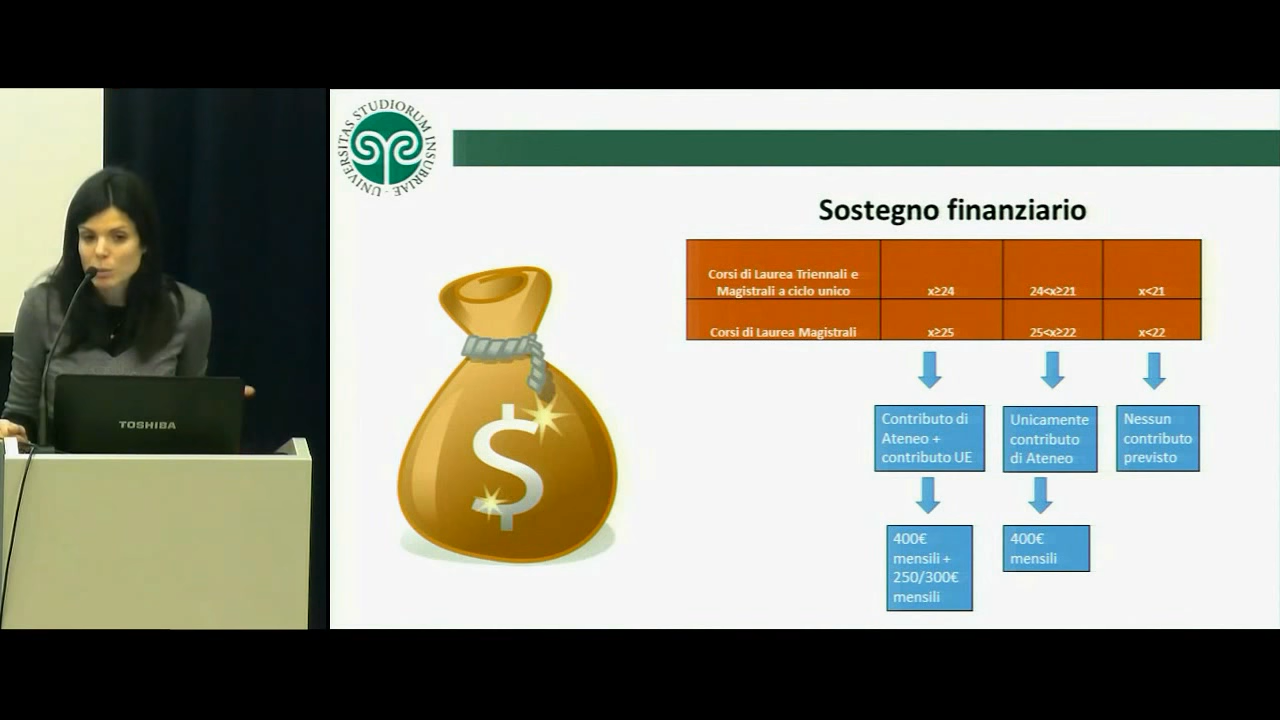 UNIVERSITAS STUDIORUM INSUBRIAE
Sostegno finanziario
Corsi di Laurea Triennali e
Magistrali a ciclo unico
x≥24
24<x≥21
x<21
Corsi di Laurea Magistrali
x≥25
25<x≥22
x<22
Contributo di
Ateneo +
contributo UE
Unicamente
contributo
di Ateneo
Nessun
contributo
previsto
400€
mensili +
250/300€
mensili
400€
mensili
$
TOSHIBA